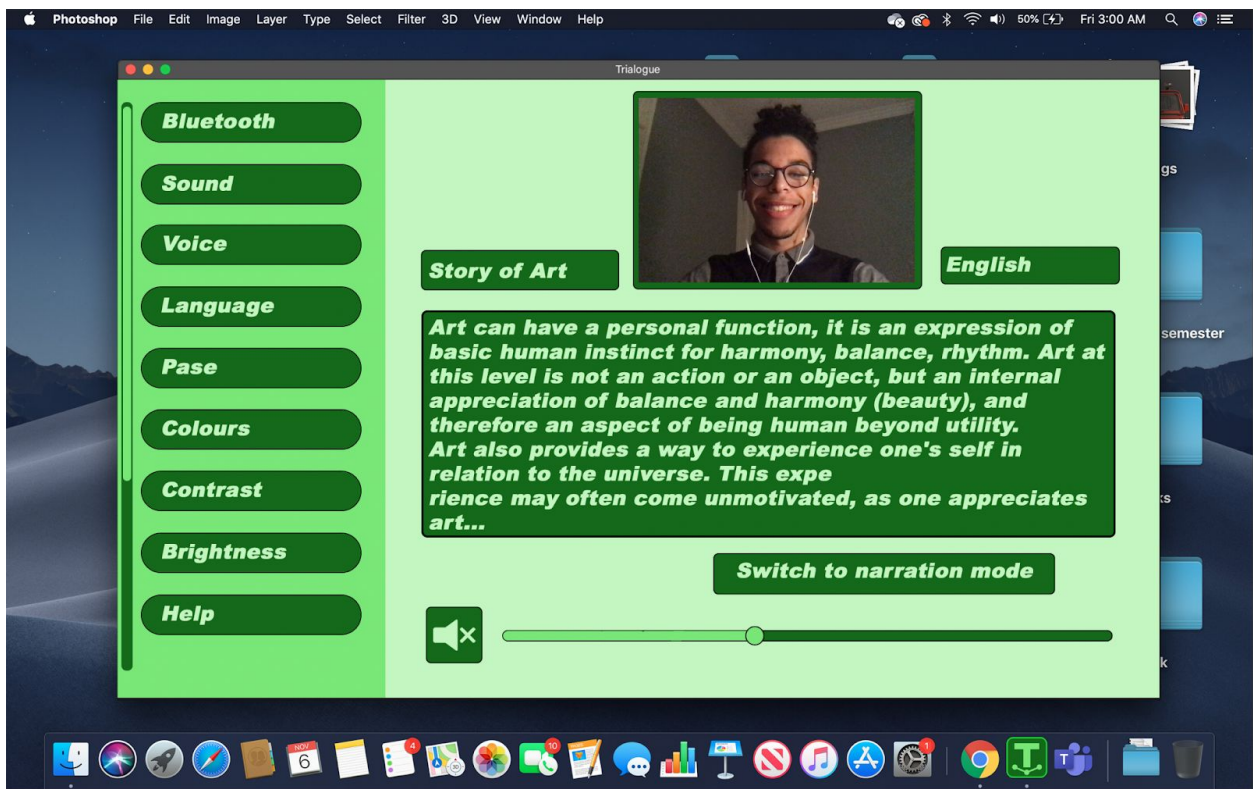 Photoshop File Edit Image Layer Type Select Filter 3D View Window Help 50% Fri 3:00 AM
Trialogue
Bluetooth
Sound
Voice
Language
Pase
Colours
Contrast
Brightness
Help
Story of Art
English
Art can have a personal function, it is an expression of
basic human instinct for harmony, balance, rhythm. Art at
this level is not an action or an object, but an internal
appreciation of balance and harmony (beauty), and
therefore an aspect of being human beyond utility.
Art also provides a way to experience one's self in
relation to the universe. This expe
rience may often come unmotivated, as one appreciates
art...
Switch to narration mode
gs
semester
ks
k
NOV
6
4
10
1